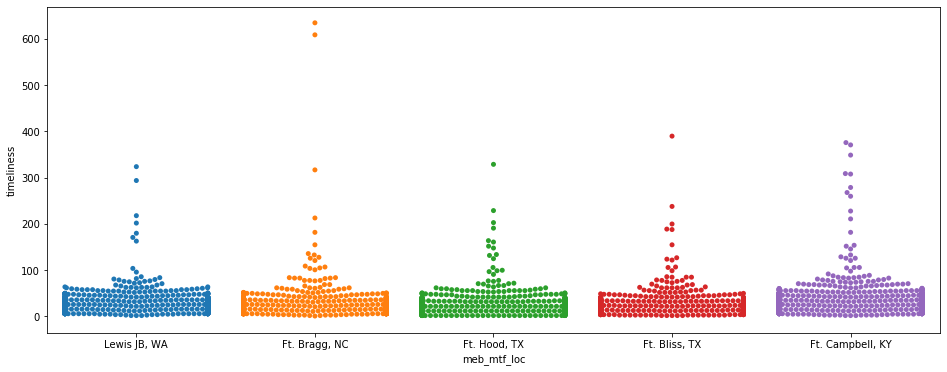 600
500
400
300
200
100
0
timeliness
Lewis JB, WA
Ft. Bragg, NC
Ft. Hood, TX
Ft. Bliss, TX
Ft. Campbell, KY
meb_mtf_loc